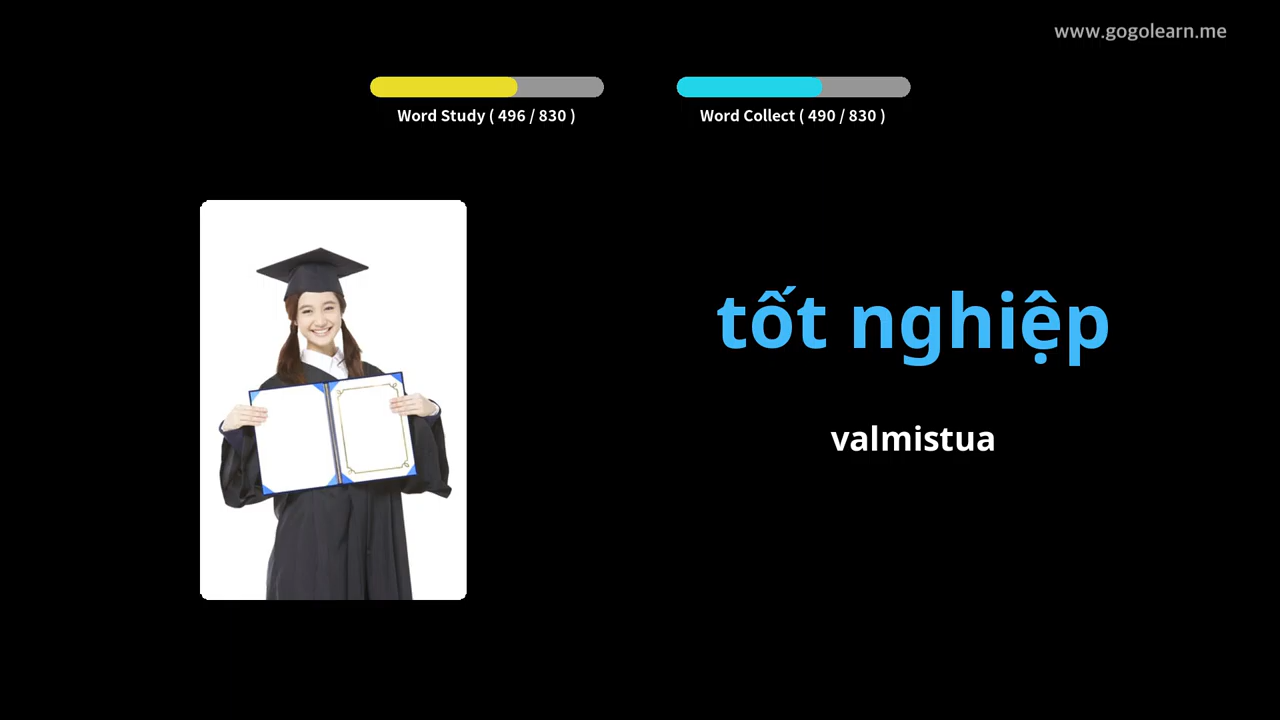 www.gogolearn.me
Word Study ( 496 / 830 )
Word Collect ( 490 / 830 )
tốt nghiệp
valmistua